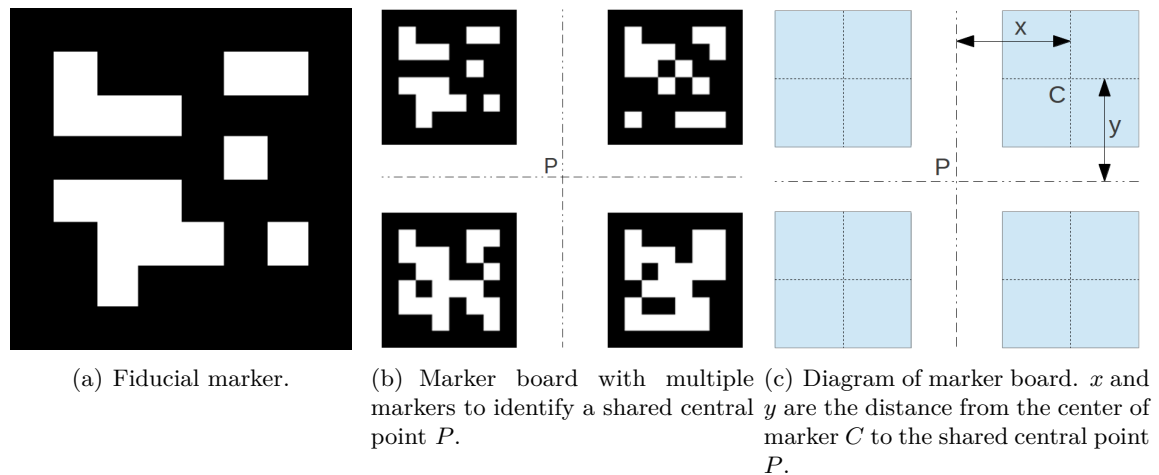 P
x
C
y
P
(a) Fiducial marker.
(b) Marker board with multiple
markers to identify a shared central
point P.
(c) Diagram of marker board. x and
y are the distance from the center of
marker C to the shared central point
P.